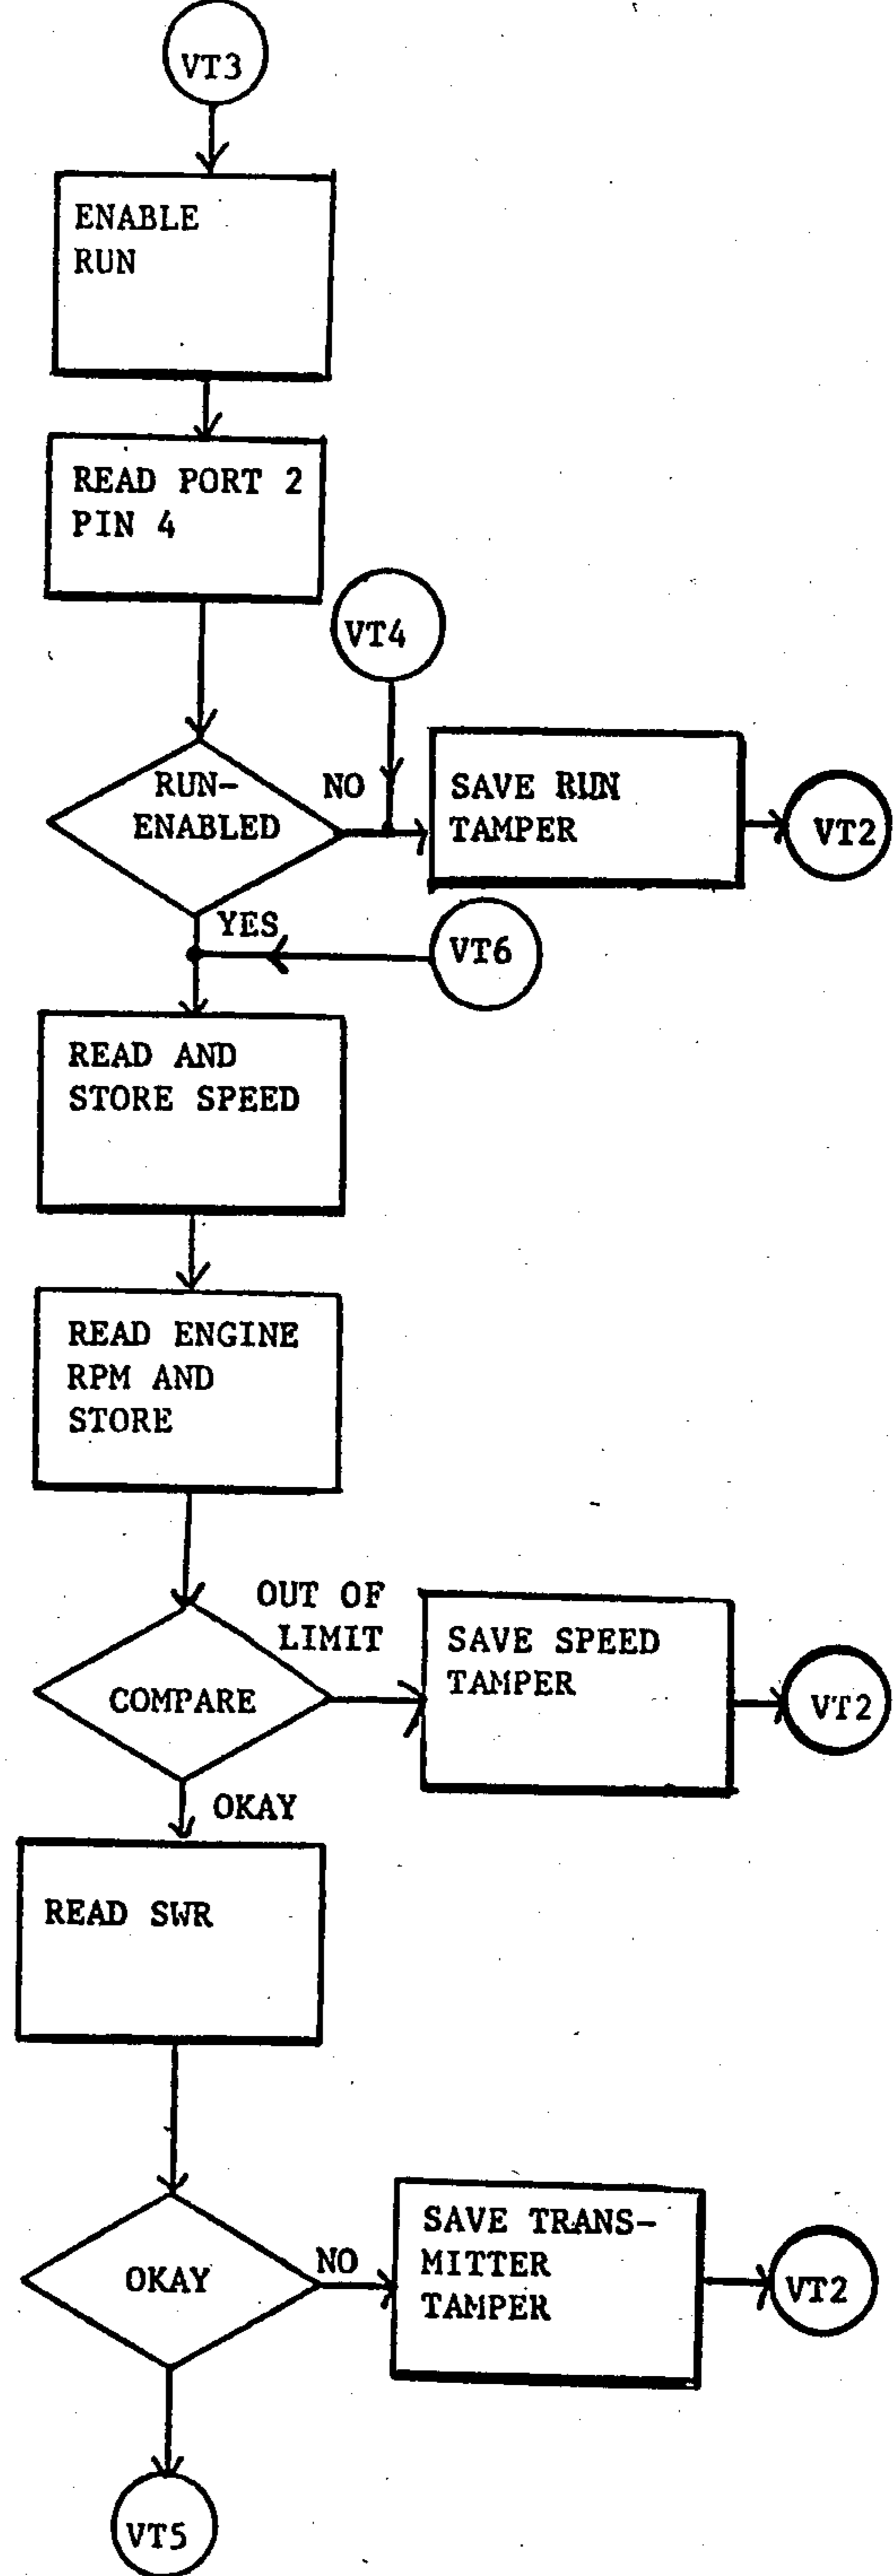 VT3
ENABLE
RUN
READ PORT 2
PIN 4
VT4
RUN-
ENABLED
NO
SAVE RUN
TAMPER
VT2
YES
VT6
READ AND
STORE SPEED
READ ENGINE
RPM AND
STORE
COMPARE
OUT OF
LIMIT
SAVE SPEED
TAMPER
VT2
OKAY
READ SWR
OKAY
NO
SAVE TRANS-
MITTER
TAMPER
VT2
VT5